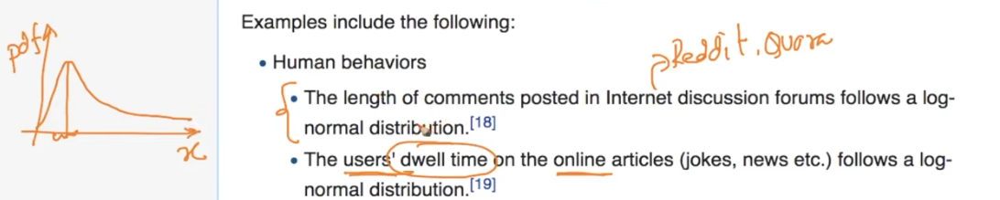 pdf
x
Examples include the following:
Reddit, Quora
• Human behaviors
• The length of comments posted in Internet discussion forums follows a log-
normal distribution.[18]
• The users' dwell time on the online articles (jokes, news etc.) follows a log-
normal distribution.[19]